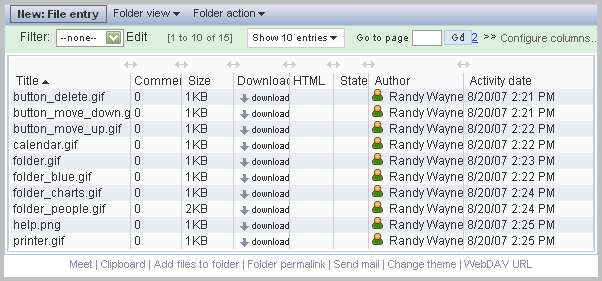 New: File entry Folder view Folder action
Filter: --none-- Edit [1 to 10 of 15] Show 10 entries Go to page Go 2 >> Configure columns...
Title Commen Size Download HTML State Author Activity date
button_delete.gif 0 1KB download Randy Wayne 8/20/07 2:21 PM
button_move_down.g 0 1KB download Randy Wayne 8/20/07 2:21 PM
button_move_up.gif 0 1KB download Randy Wayne 8/20/07 2:22 PM
calendar.gif 0 1KB download Randy Wayne 8/20/07 2:22 PM
folder.gif 0 1KB download Randy Wayne 8/20/07 2:23 PM
folder_blue.gif 0 1KB download Randy Wayne 8/20/07 2:22 PM
folder_charts.gif 0 1KB download Randy Wayne 8/20/07 2:24 PM
folder_people.gif 0 2KB download Randy Wayne 8/20/07 2:24 PM
help.png 0 1KB download Randy Wayne 8/20/07 2:25 PM
printer.gif 0 1KB download Randy Wayne 8/20/07 2:25 PM
Meet | Clipboard | Add files to folder | Folder permalink | Send mail | Change theme | WebDAV URL